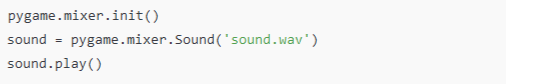 pygame.mixer.init()
sound = pygame.mixer.Sound('sound.wav')
sound.play()